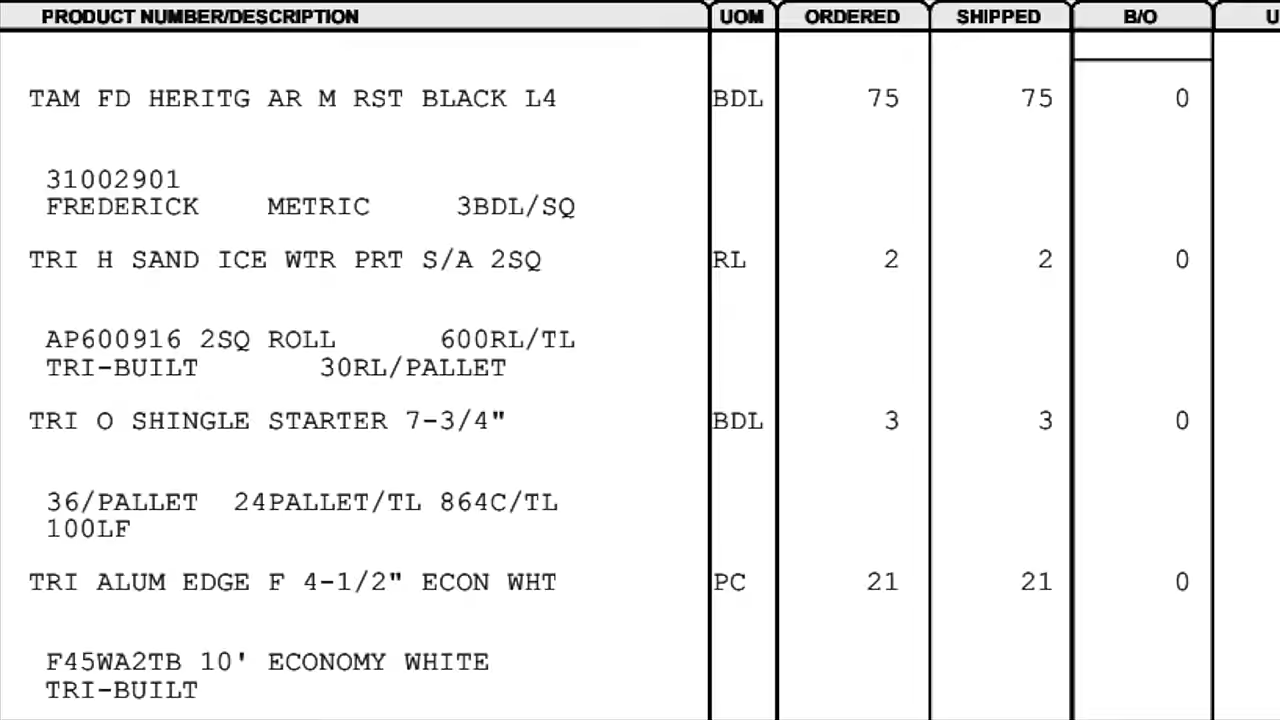 PRODUCT NUMBER/DESCRIPTION UOM ORDERED SHIPPED B/O U
TAM FD HERITG AR M RST BLACK L4 BDL 75 75 0
31002901
FREDERICK METRIC 3BDL/SQ
TRI H SAND ICE WTR PRT S/A 2SQ RL 2 2 0
AP600916 2SQ ROLL 600RL/TL
TRI-BUILT 30RL/PALLET
TRI O SHINGLE STARTER 7-3/4" BDL 3 3 0
36/PALLET 24PALLET/TL 864C/TL
100LF
TRI ALUM EDGE F 4-1/2" ECON WHT PC 21 21 0
F45WA2TB 10' ECONOMY WHITE
TRI-BUILT